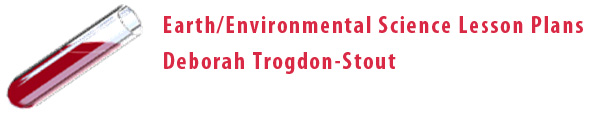 Earth/Environmental Science Lesson Plans
Deborah Trogdon-Stout